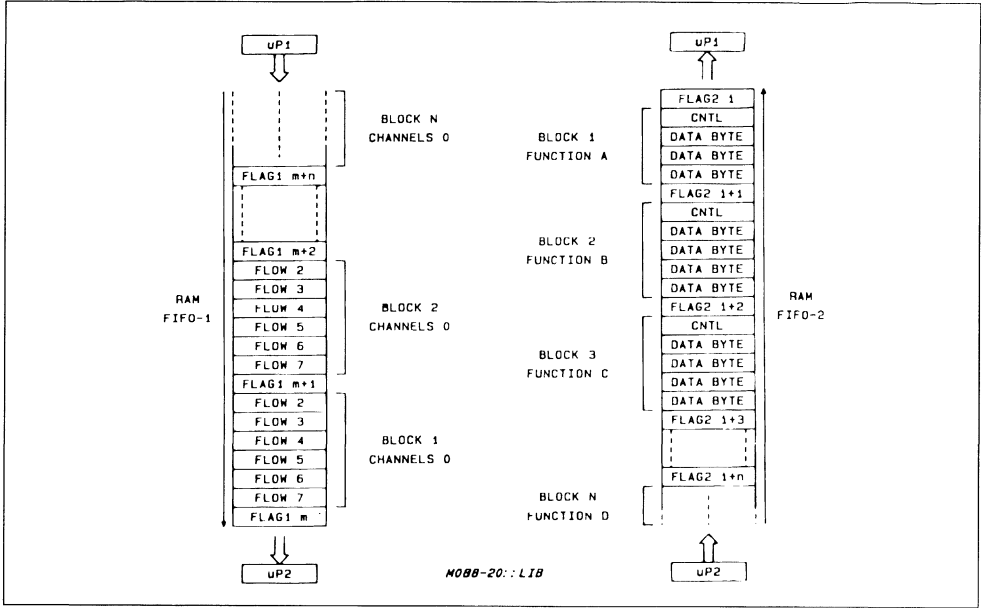 uP1
BLOCK N
CHANNELS 0
FLAG1 m+n
FLAG1 m+2
FLOW 2
FLOW 3
FLOW 4
FLOW 5
FLOW 6
FLOW 7
BLOCK 2
CHANNELS 0
RAM
FIFO-1
FLAG1 m+1
FLOW 2
FLOW 3
FLOW 4
FLOW 5
FLOW 6
FLOW 7
BLOCK 1
CHANNELS 0
FLAG1 m
uP2
uP1
FLAG2 1
CNTL
DATA BYTE
DATA BYTE
DATA BYTE
BLOCK 1
FUNCTION A
FLAG2 1+1
CNTL
DATA BYTE
DATA BYTE
DATA BYTE
DATA BYTE
BLOCK 2
FUNCTION B
FLAG2 1+2
RAM
FIFO-2
CNTL
DATA BYTE
DATA BYTE
DATA BYTE
DATA BYTE
BLOCK 3
FUNCTION C
FLAG2 1+3
FLAG2 1+n
BLOCK N
FUNCTION D
uP2
M088-20::LIB